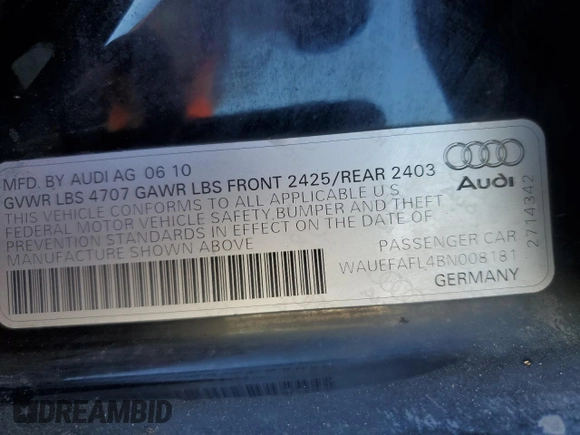 MFD. BY AUDI AG 06 10
GVWR LBS 4707 GAWR LBS FRONT 2425/REAR 2403
THIS VEHICLE CONFORMS TO ALL APPLICABLE U.S
FEDERAL MOTOR VEHICLE SAFETY,BUMPER AND THEFT
PREVENTION STANDARDS IN EFFECT ON THE DATE OF
MANUFACTURE SHOWN ABOVE
Audi
PASSENGER CAR
WAUEFAFL4BN008181
GERMANY
2714342
DREAMBID